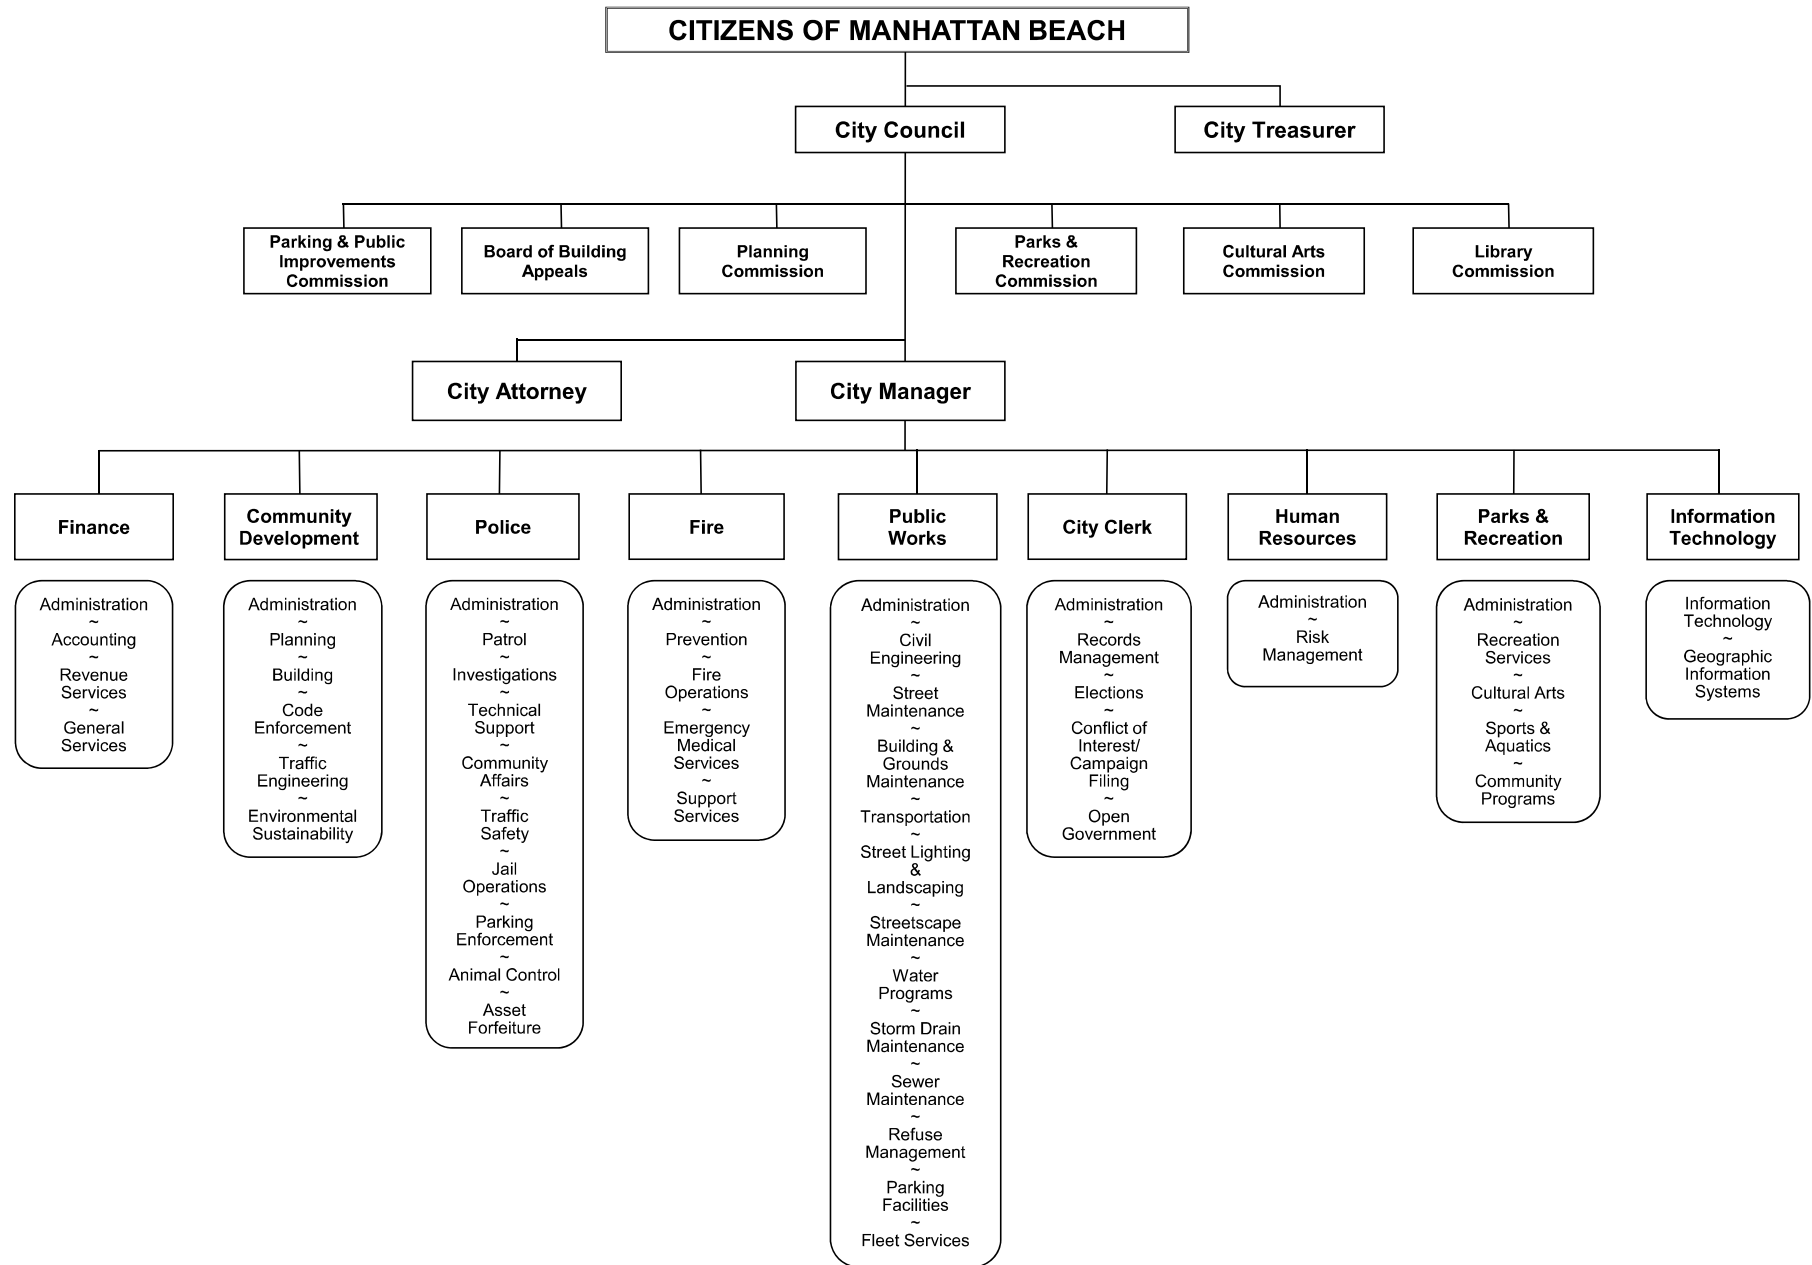 CITIZENS OF MANHATTAN BEACH
City Council
City Treasurer
Parking & Public
Improvements
Commission
Board of Building
Appeals
Planning
Commission
Parks &
Recreation
Commission
Cultural Arts
Commission
Library
Commission
City Attorney
City Manager
Finance
Community
Development
Police
Fire
Public
Works
City Clerk
Human
Resources
Parks &
Recreation
Information
Technology
Administration
~
Accounting
~
Revenue
Services
~
General
Services
Administration
~
Planning
~
Building
~
Code
Enforcement
~
Traffic
Engineering
~
Environmental
Sustainability
Administration
~
Patrol
~
Investigations
~
Technical
Support
~
Community
Affairs
~
Traffic
Safety
~
Jail
Operations
~
Parking
Enforcement
~
Animal Control
~
Asset
Forfeiture
Administration
~
Prevention
~
Fire
Operations
~
Emergency
Medical
Services
~
Support
Services
Administration
~
Civil
Engineering
~
Street
Maintenance
~
Building &
Grounds
Maintenance
~
Transportation
~
Street Lighting
&
Landscaping
~
Streetscape
Maintenance
~
Water
Programs
~
Storm Drain
Maintenance
~
Sewer
Maintenance
~
Refuse
Management
~
Parking
Facilities
~
Fleet Services
Administration
~
Records
Management
~
Elections
~
Conflict of
Interest/
Campaign
Filing
~
Open
Government
Administration
~
Risk
Management
Administration
~
Recreation
Services
~
Cultural Arts
~
Sports &
Aquatics
~
Community
Programs
Information
Technology
~
Geographic
Information
Systems